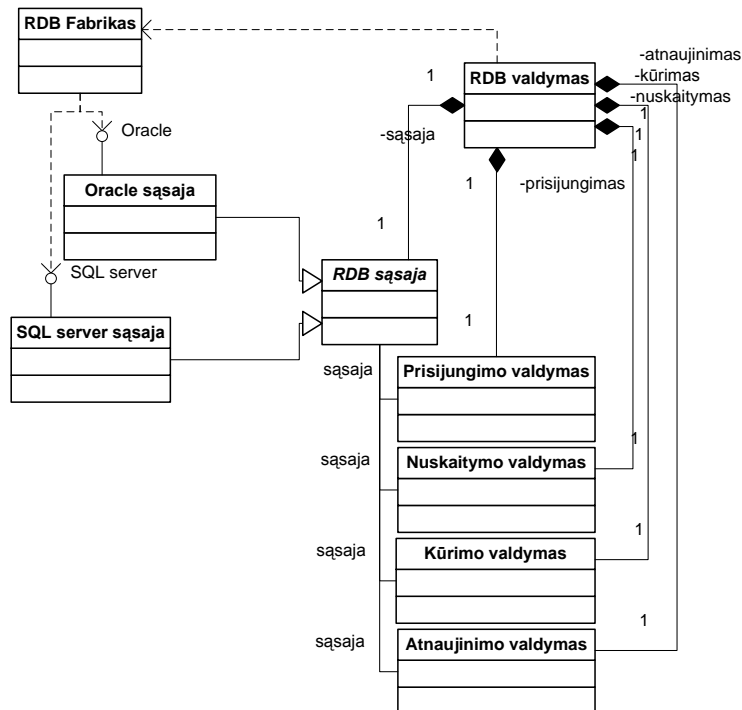 RDB Fabrikas
-atnaujinimas
-kūrimas
-nuskaitymas
RDB valdymas
1
1
1
1
-sąsaja
1
-prisijungimas
Oracle
Oracle sąsaja
1
RDB sąsaja
SQL server
SQL server sąsaja
1
sąsaja
Prisijungimo valdymas
1
sąsaja
Nuskaitymo valdymas
1
sąsaja
Kūrimo valdymas
1
sąsaja
Atnaujinimo valdymas